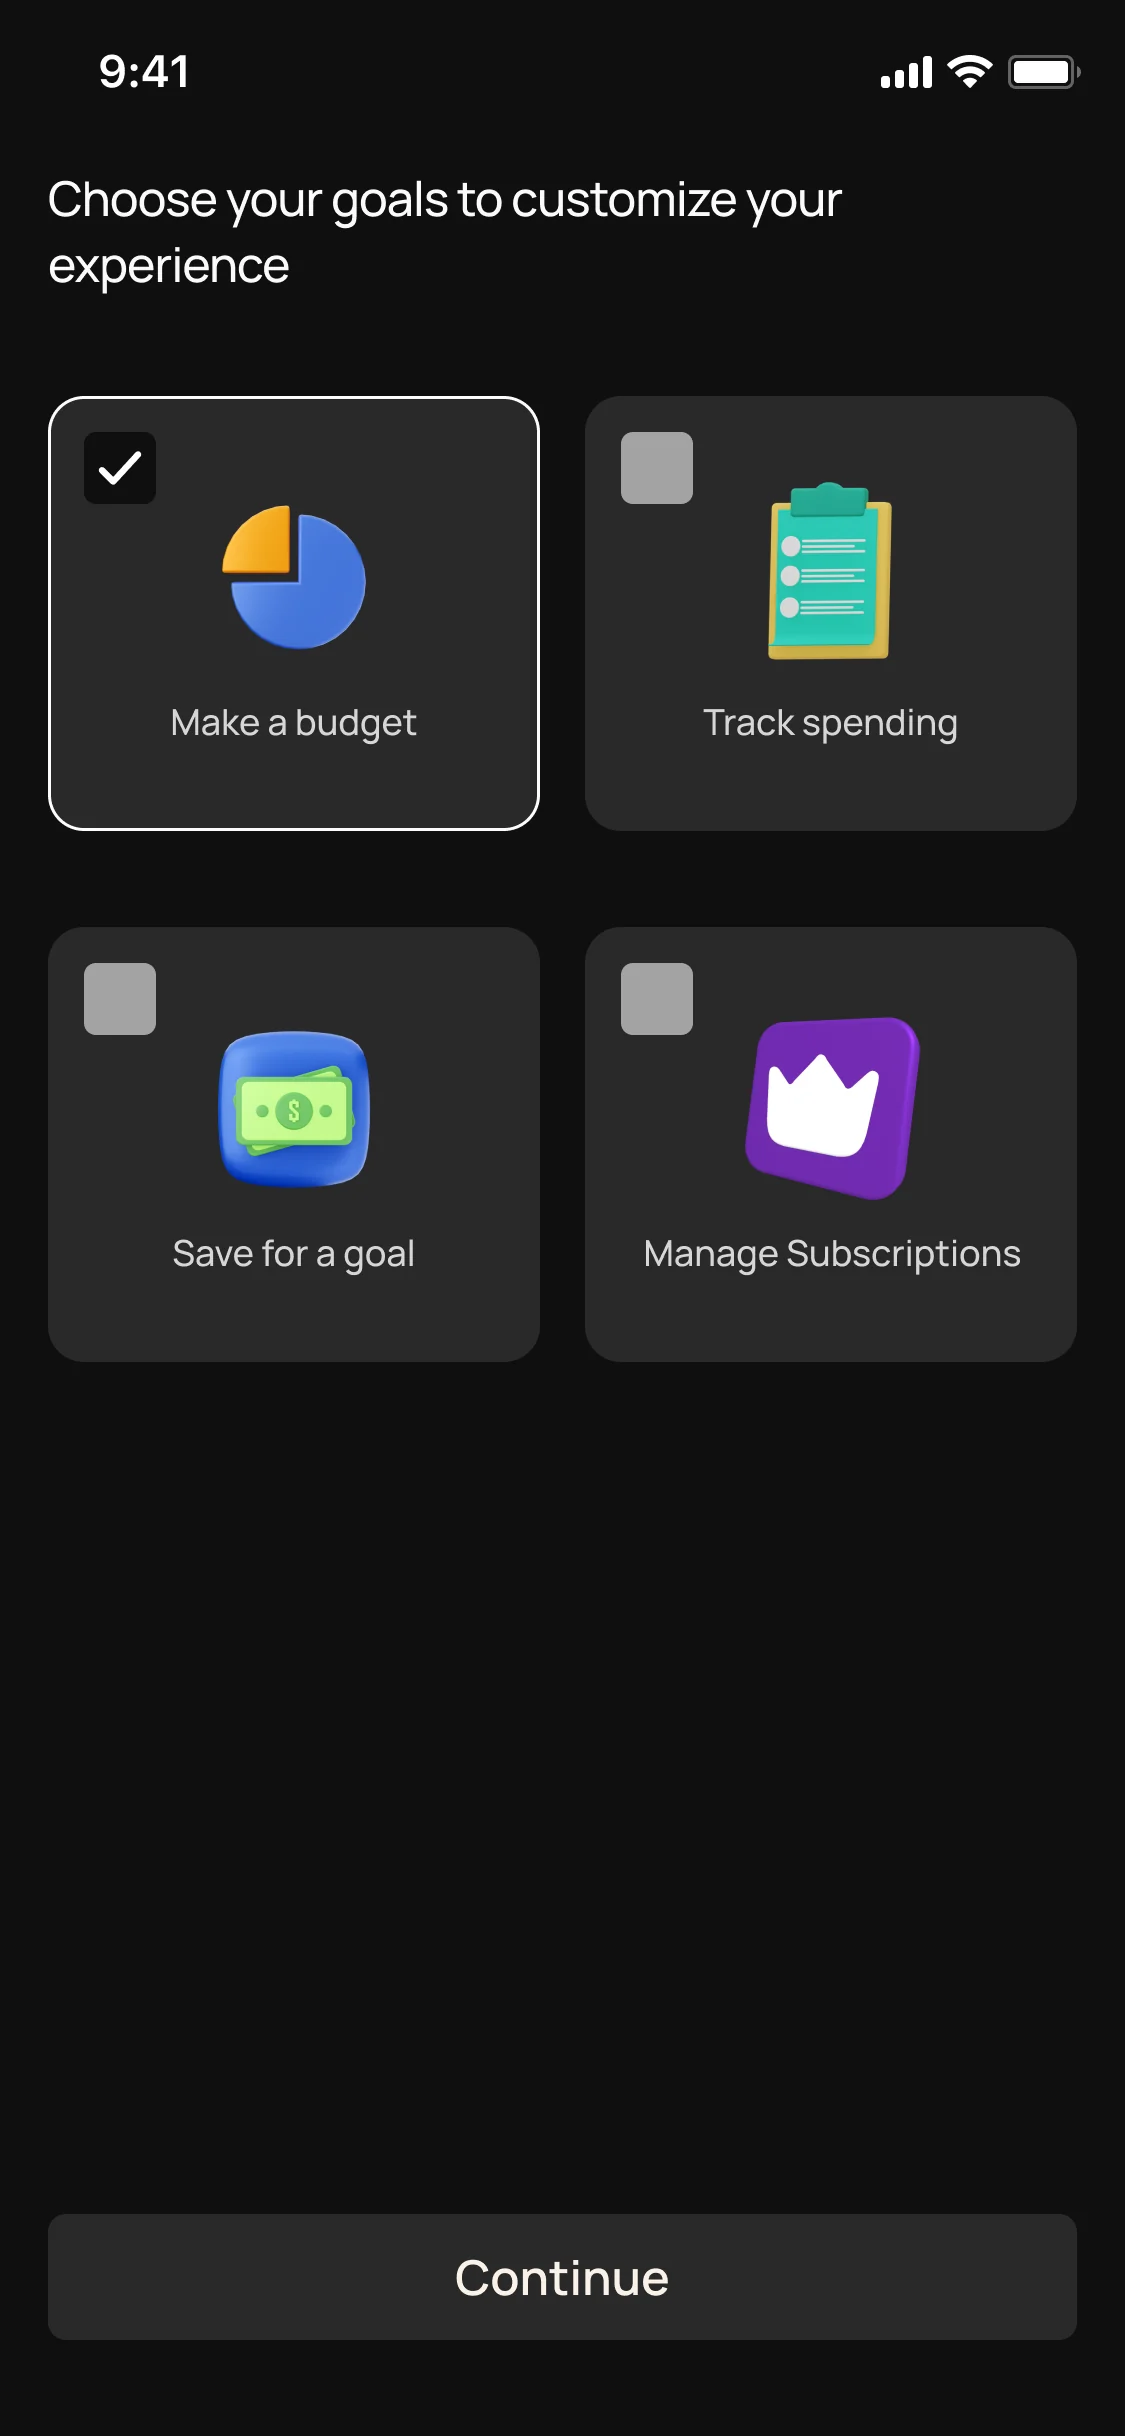 9:41
Choose your goals to customize your
experience
Make a budget
Track spending
$
Save for a goal
Manage Subscriptions
Continue